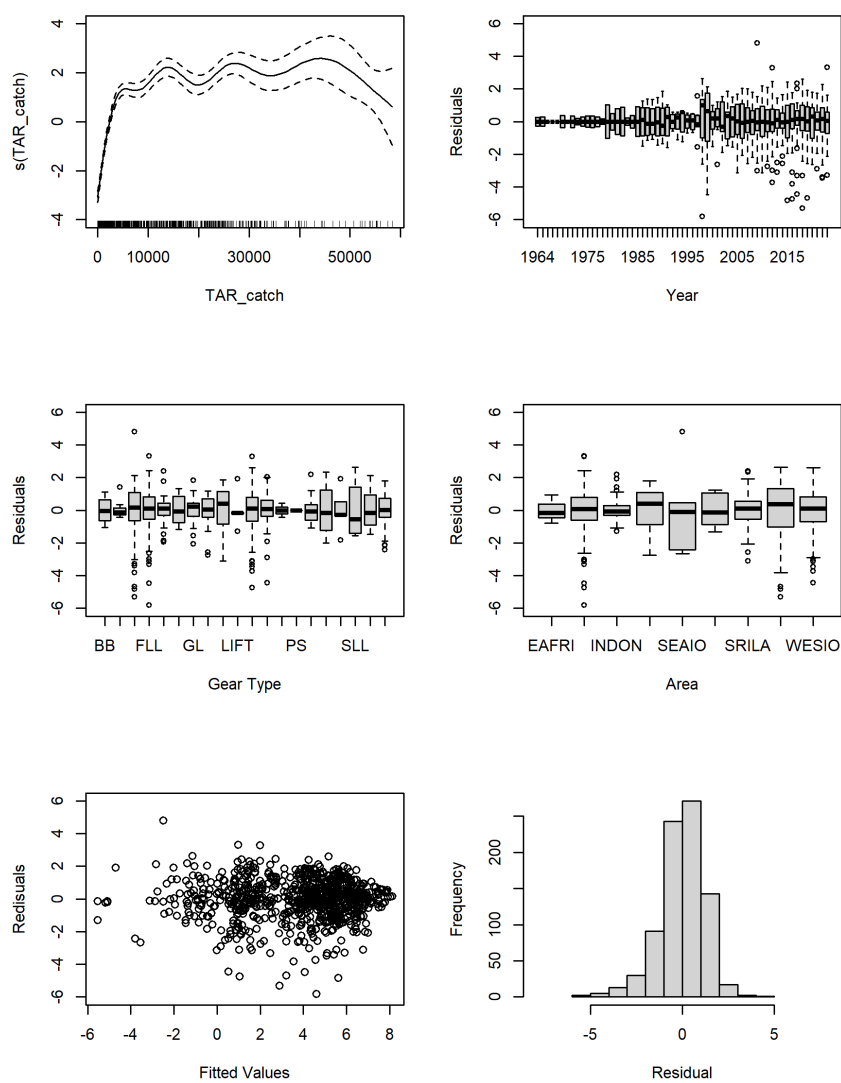 s(TAR_catch)
-4
-2
0
2
4
0
10000
30000
50000
TAR_catch
Residuals
-6
-4
-2
0
2
4
6
1964
1975
1985
1995
2005
2015
Year
Residuals
-6
-4
-2
0
2
4
6
BB
FLL
GL
LIFT
PS
SLL
Gear Type
Residuals
-6
-4
-2
0
2
4
6
EAFRI
INDON
SEAIO
SRILA
WESIO
Area
Redisuals
-6
-4
-2
0
2
4
6
-6
-4
-2
0
2
4
6
8
Fitted Values
Frequency
0
50
100
200
-5
0
5
Residual